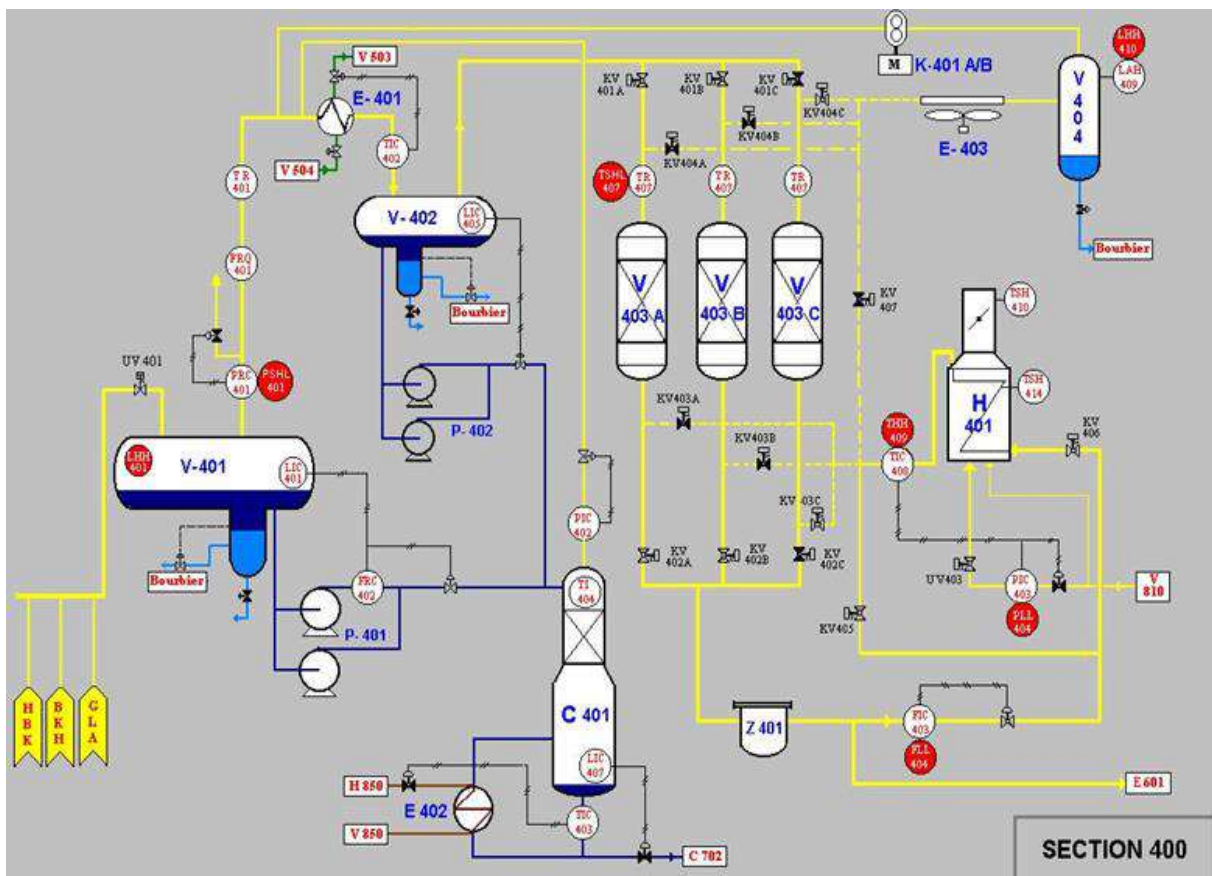 V 503
E-401
V 504
TIC
402
TR
401
FRQ
401
PRC
401
PSHL
401
UV 401
LHH
401
V-401
LIC
401
Bourbier
HBK
BKH
GLA
V-402
LIC
405
Bourbier
P-402
FRC
402
P-401
PIC
402
TI
404
C 401
LIC
407
TIC
403
H 850
E 402
V 850
C 702
KV
401A
KV
401B
KV
401C
KV404C
KV404B
KV404A
M
K-401 A/B
E-403
LHH
410
LAH
409
V
404
Bourbier
TSHL
407
TR
407
TR
407
TR
407
V
403 A
V
403 B
V
403 C
KV
407
KV403A
KV403B
KV403C
KV
402A
KV
402B
KV
402C
KV405
THH
409
TIC
408
TSH
410
TSH
414
H
401
KV
406
UV403
PIC
403
PLL
404
V
810
Z 401
FIC
403
FLL
404
E 601
SECTION 400